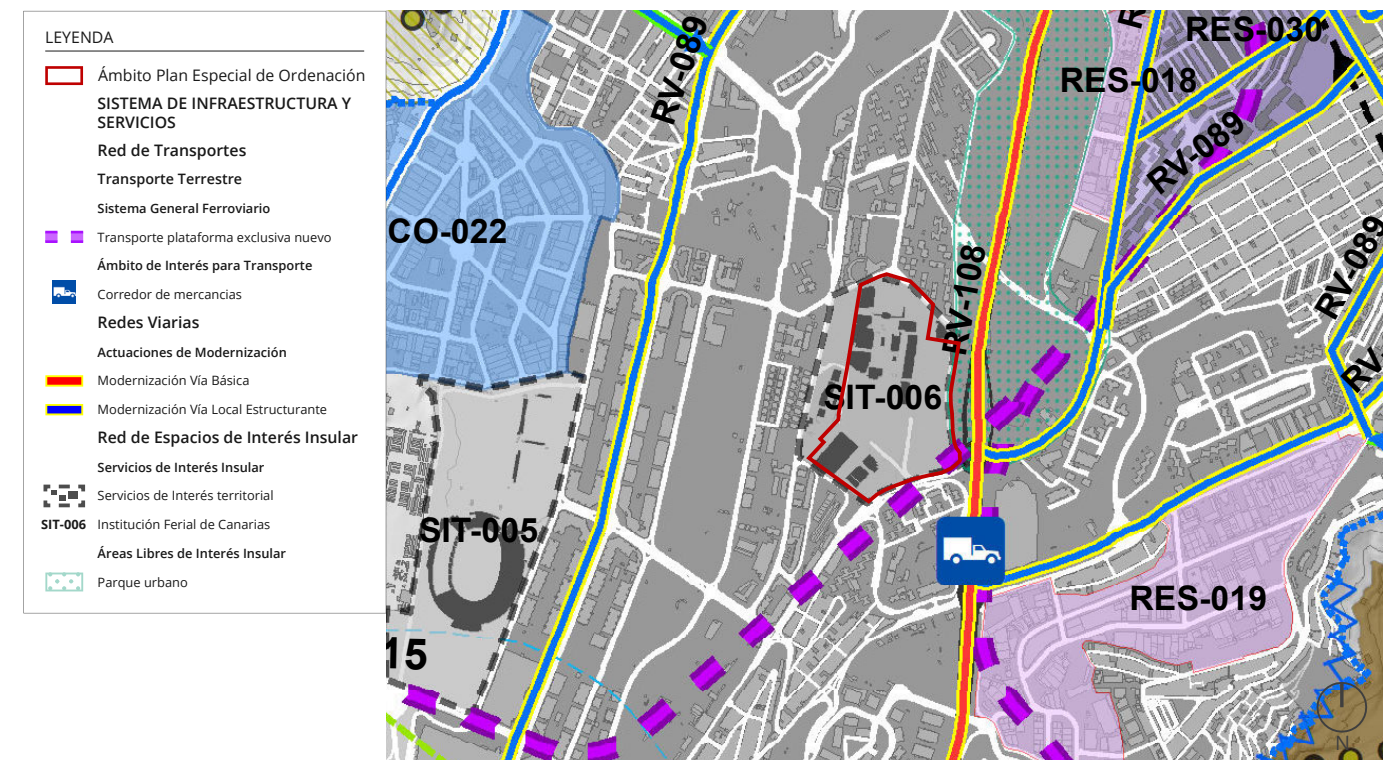 LEYENDA
Ámbito Plan Especial de Ordenación
SISTEMA DE INFRAESTRUCTURA Y
SERVICIOS
Red de Transportes
Transporte Terrestre
Sistema General Ferroviario
Transporte plataforma exclusiva nuevo
Ámbito de Interés para Transporte
Corredor de mercancias
Redes Viarias
Actuaciones de Modernización
Modernización Vía Básica
Modernización Vía Local Estructurante
Red de Espacios de Interés Insular
Servicios de Interés Insular
Servicios de Interés territorial
SIT-006 Institución Ferial de Canarias
Áreas Libres de Interés Insular
Parque urbano
RV-089
RES-030
RES-018
RV-089
CO-022
RV-089
RV-108
SIT-006
RV-
SIT-005
RES-019
15
N